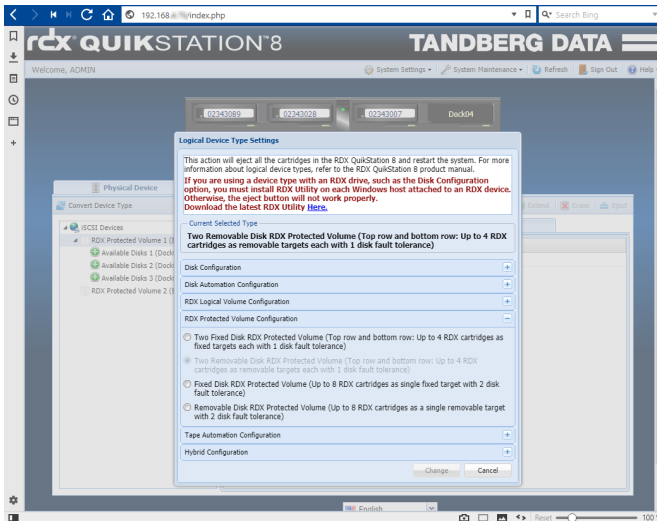 192.168.
/index.php
Search Bing
rdx® QUIKSTATION™8
TANDBERG DATA
Welcome, ADMIN
System Settings
System Maintenance
Refresh
Sign Out
Help
02343089
02343028
02343007
Dock04
Logical Device Type Settings
This action will eject all the cartridges in the RDX QuikStation 8 and restart the system. For more
information about logical device types, refer to the RDX QuikStation 8 product manual.
If you are using a device type with an RDX drive, such as the Disk Configuration
option, you must install RDX Utility on each Windows host attached to an RDX device.
Otherwise, the eject button will not work properly.
Download the latest RDX Utility Here.
Physical Device
Convert Device Type
Extend
Erase
Eject
Current Selected Type
Two Removable Disk RDX Protected Volume (Top row and bottom row: Up to 4 RDX
cartridges as removable targets each with 1 disk fault tolerance)
iSCSI Devices
RDX Protected Volume 1 (
Available Disks 1 (Dock
Available Disks 2 (Dock
Available Disks 3 (Dock
RDX Protected Volume 2 (
Disk Configuration
Disk Automation Configuration
RDX Logical Volume Configuration
RDX Protected Volume Configuration
Two Fixed Disk RDX Protected Volume (Top row and bottom row: Up to 4 RDX cartridges as
fixed targets each with 1 disk fault tolerance)
Two Removable Disk RDX Protected Volume (Top row and bottom row: Up to 4 RDX
cartridges as removable targets each with 1 disk fault tolerance)
Fixed Disk RDX Protected Volume (Up to 8 RDX cartridges as single fixed target with 2 disk
fault tolerance)
Removable Disk RDX Protected Volume (Up to 8 RDX cartridges as a single removable target
with 2 disk fault tolerance)
Tape Automation Configuration
Hybrid Configuration
Change
Cancel
English
Reset
100